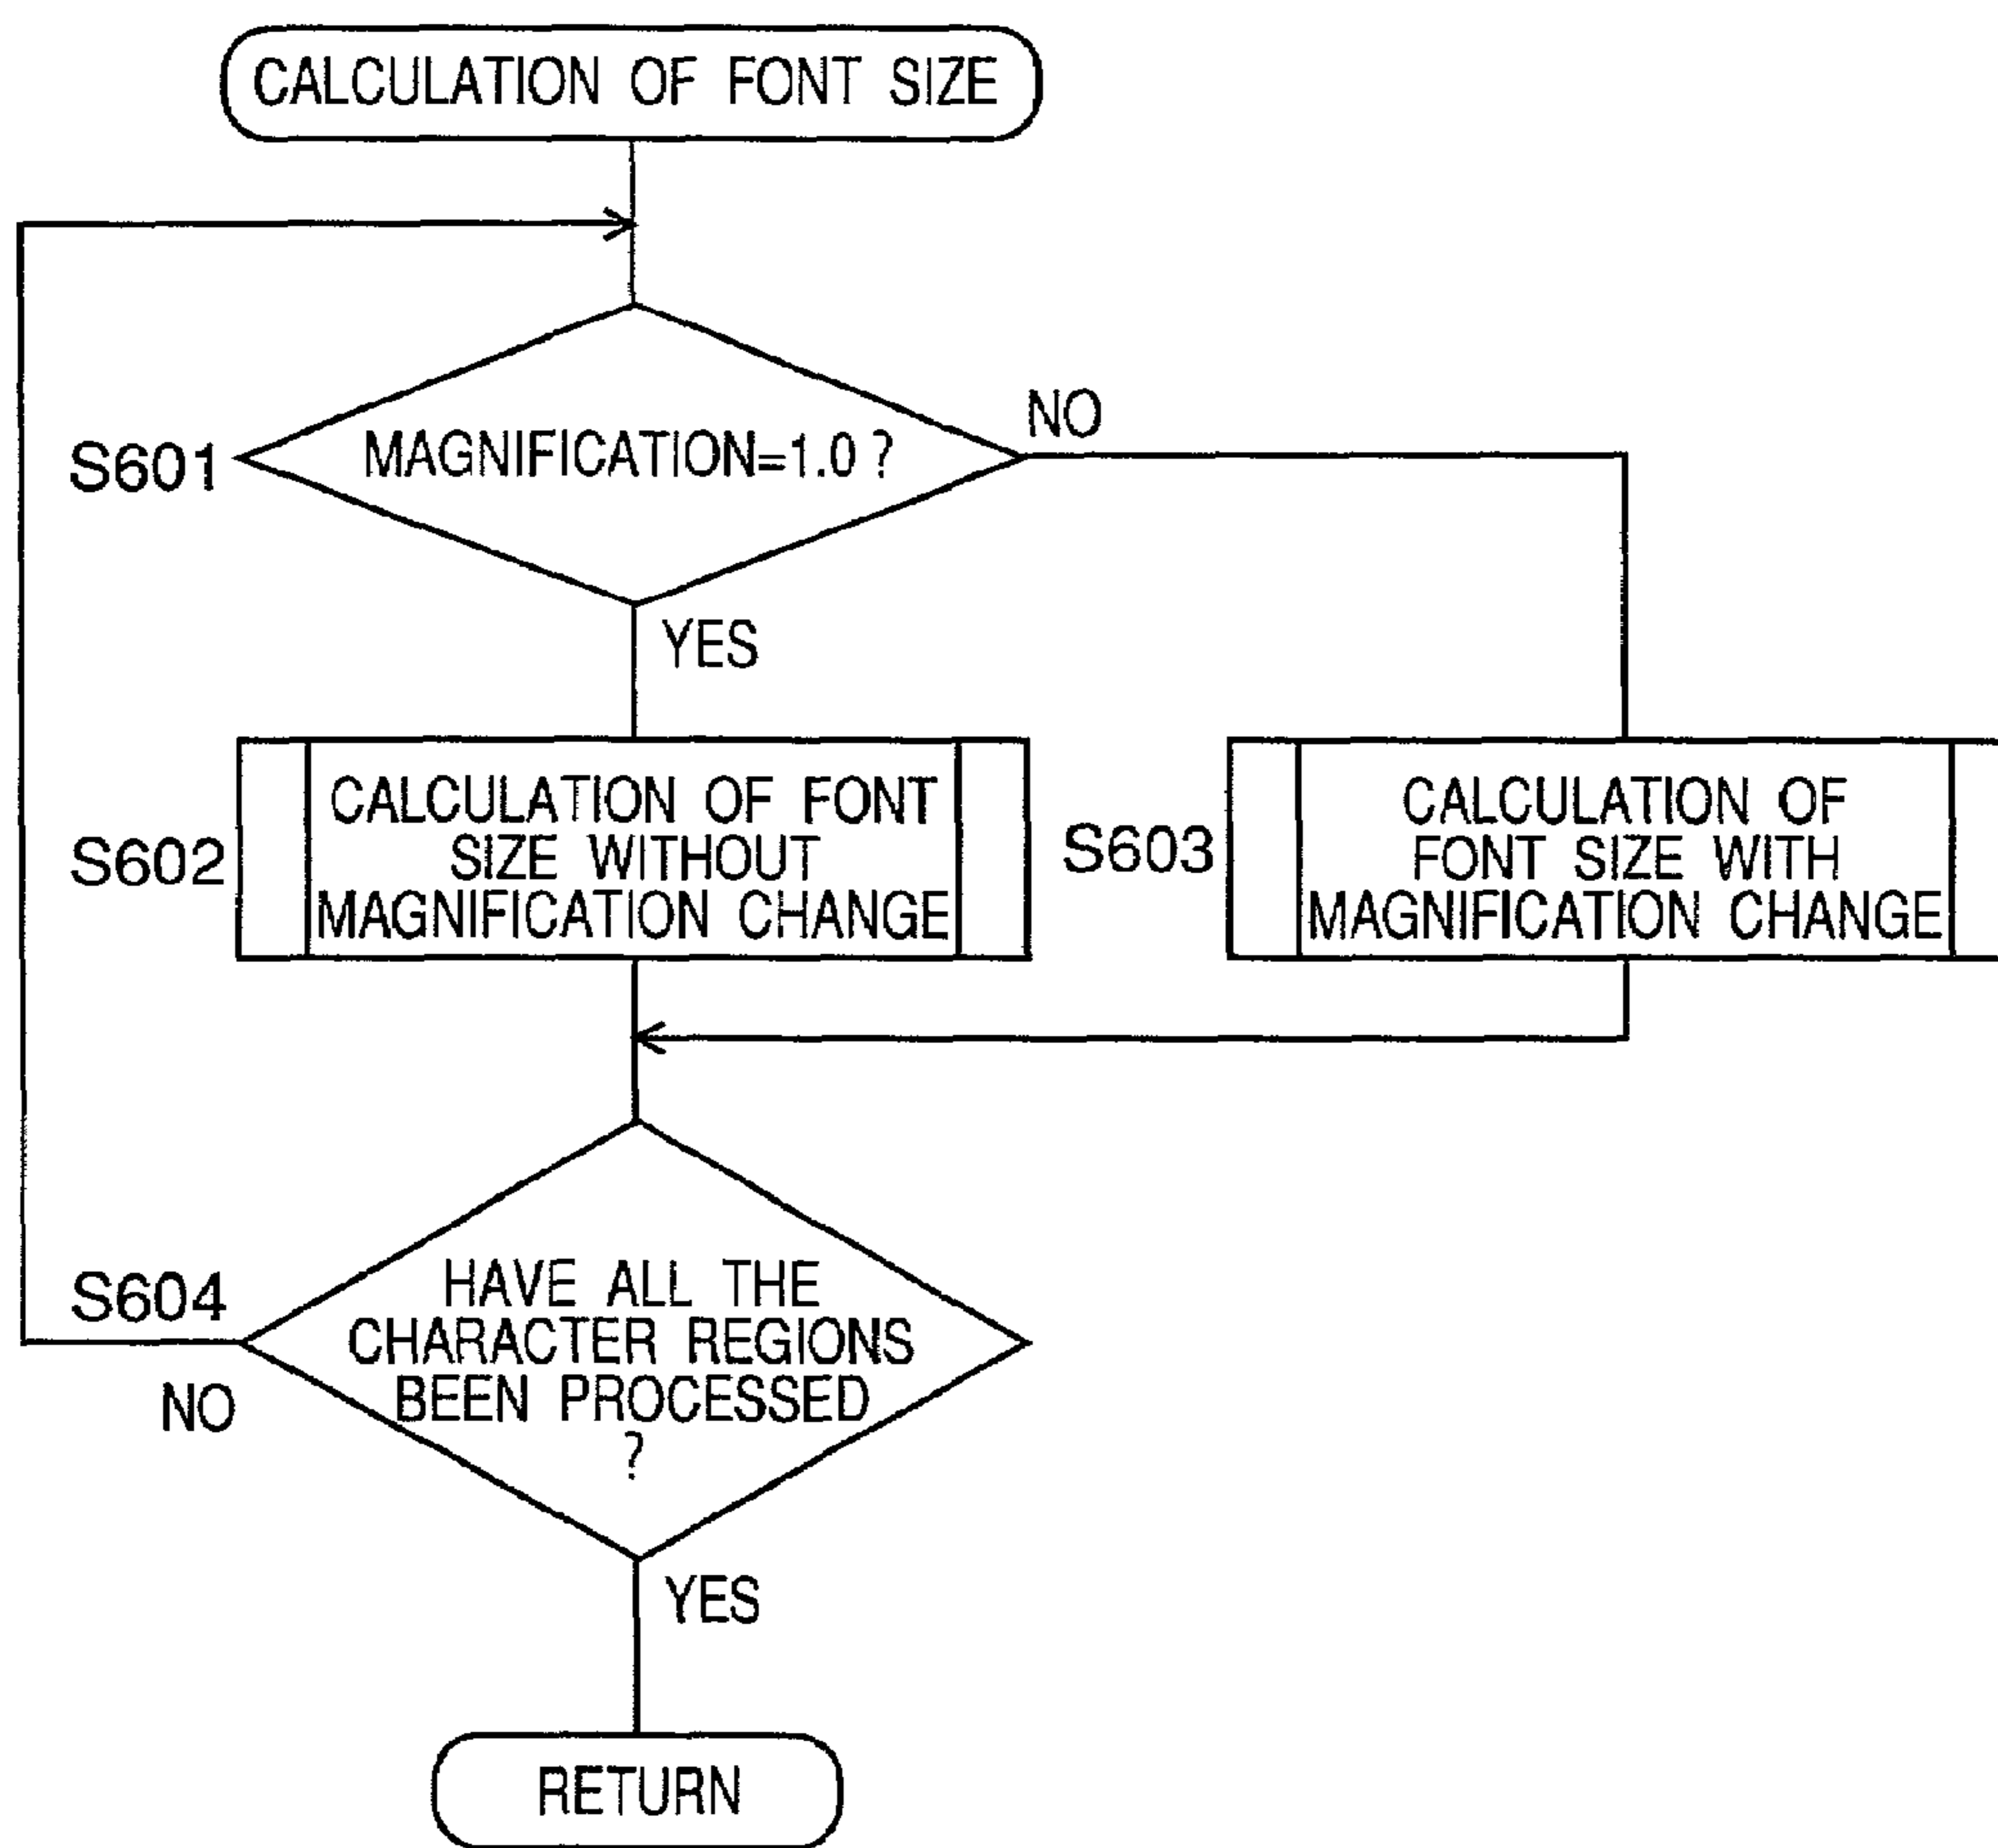 CALCULATION OF FONT SIZE
S601
MAGNIFICATION=1.0 ?
NO
YES
S602
CALCULATION OF FONT
SIZE WITHOUT
MAGNIFICATION CHANGE
S603
CALCULATION OF
FONT SIZE WITH
MAGNIFICATION CHANGE
S604
HAVE ALL THE
CHARACTER REGIONS
BEEN PROCESSED
?
NO
YES
RETURN